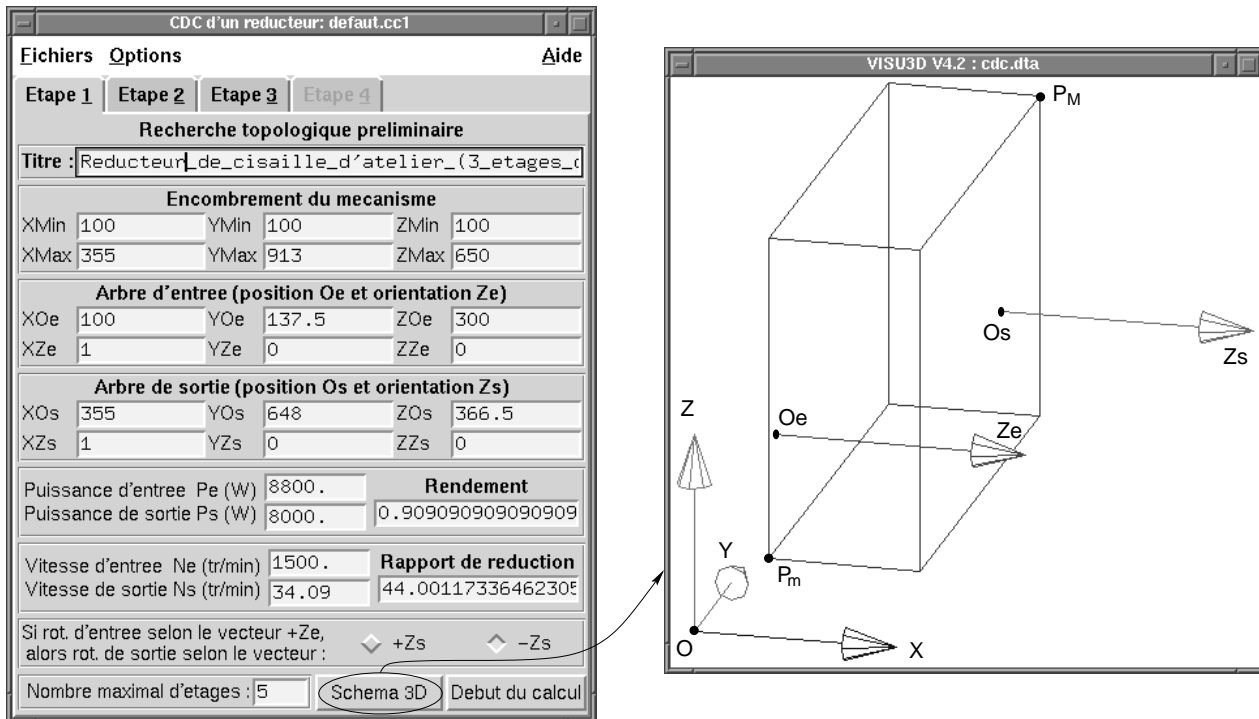 CDC d'un reducteur: defaut.cc1
Fichiers Options Aide
Etape 1 Etape 2 Etape 3 Etape 4
Recherche topologique preliminaire
Titre : Reducteur_de_cisaille_d'atelier_(3_etages_
Encombrement du mecanisme
XMin 100 YMin 100 ZMin 100
XMax 355 YMax 913 ZMax 650
Arbre d'entree (position Oe et orientation Ze)
XOe 100 YOe 137.5 ZOe 300
XZe 1 YZe 0 ZZe 0
Arbre de sortie (position Os et orientation Zs)
XOs 355 YOs 648 ZOs 366.5
XZs 1 YZs 0 ZZs 0
Puissance d'entree Pe (W) 8800. Rendement
Puissance de sortie Ps (W) 8000. 0.909090909090909
Vitesse d'entree Ne (tr/min) 1500. Rapport de reduction
Vitesse de sortie Ns (tr/min) 34.09 44.00117336462305
Si rot. d'entree selon le vecteur +Ze,
alors rot. de sortie selon le vecteur : +Zs -Zs
Nombre maximal d'etages : 5 Schema 3D Debut du calcul
VISU3D V4.2 : cdc.dta
PM
Os
Zs
Z
Oe
Ze
Y
Pm
O
X